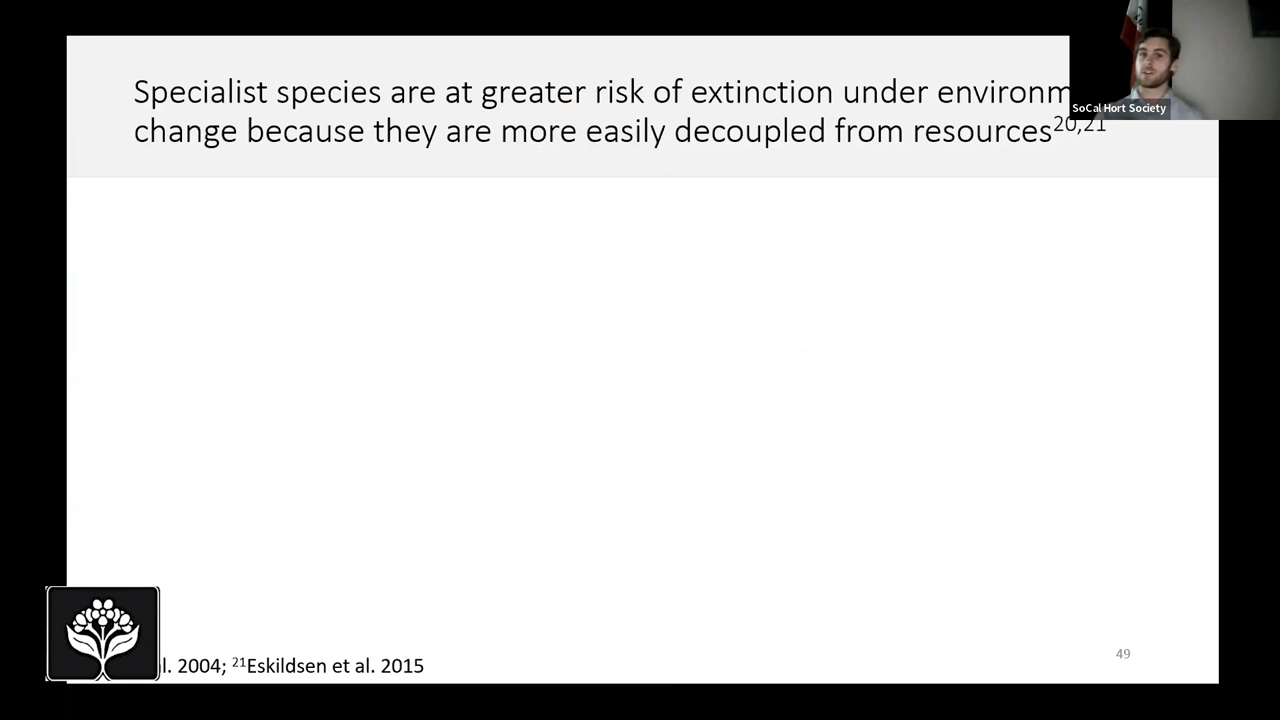 Specialist species are at greater risk of extinction under
change because they are more easily decoupled from resources20,21
SoCal Hort Society
2004; 21Eskildsen et al. 2015
49